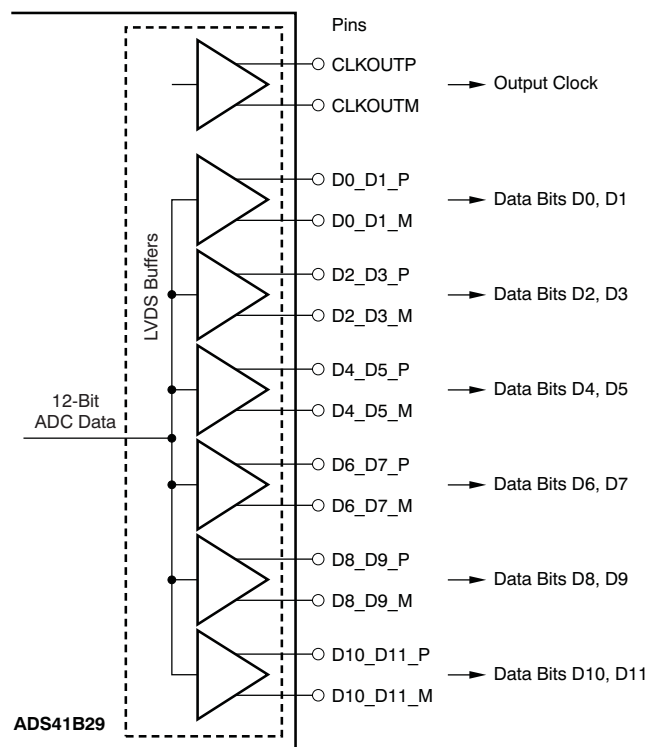 Pins
CLKOUTP
CLKOUTM
Output Clock
LVDS Buffers
D0_D1_P
D0_D1_M
Data Bits D0, D1
D2_D3_P
D2_D3_M
Data Bits D2, D3
D4_D5_P
D4_D5_M
Data Bits D4, D5
12-Bit
ADC Data
D6_D7_P
D6_D7_M
Data Bits D6, D7
D8_D9_P
D8_D9_M
Data Bits D8, D9
D10_D11_P
D10_D11_M
Data Bits D10, D11
ADS41B29